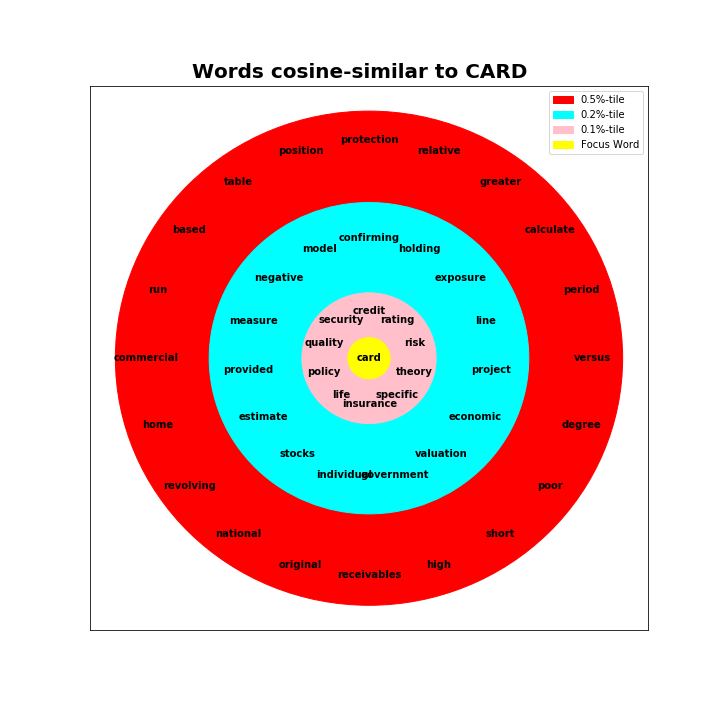 Words cosine-similar to CARD
0.5%-tile
0.2%-tile
0.1%-tile
Focus Word
protection
position
relative
table
greater
based
calculate
confirming
model
holding
negative
exposure
run
period
credit
security
rating
measure
line
quality
risk
commercial
card
versus
provided
policy
theory
project
life
specific
insurance
estimate
economic
home
degree
stocks
valuation
individual
government
revolving
poor
national
short
original
high
receivables